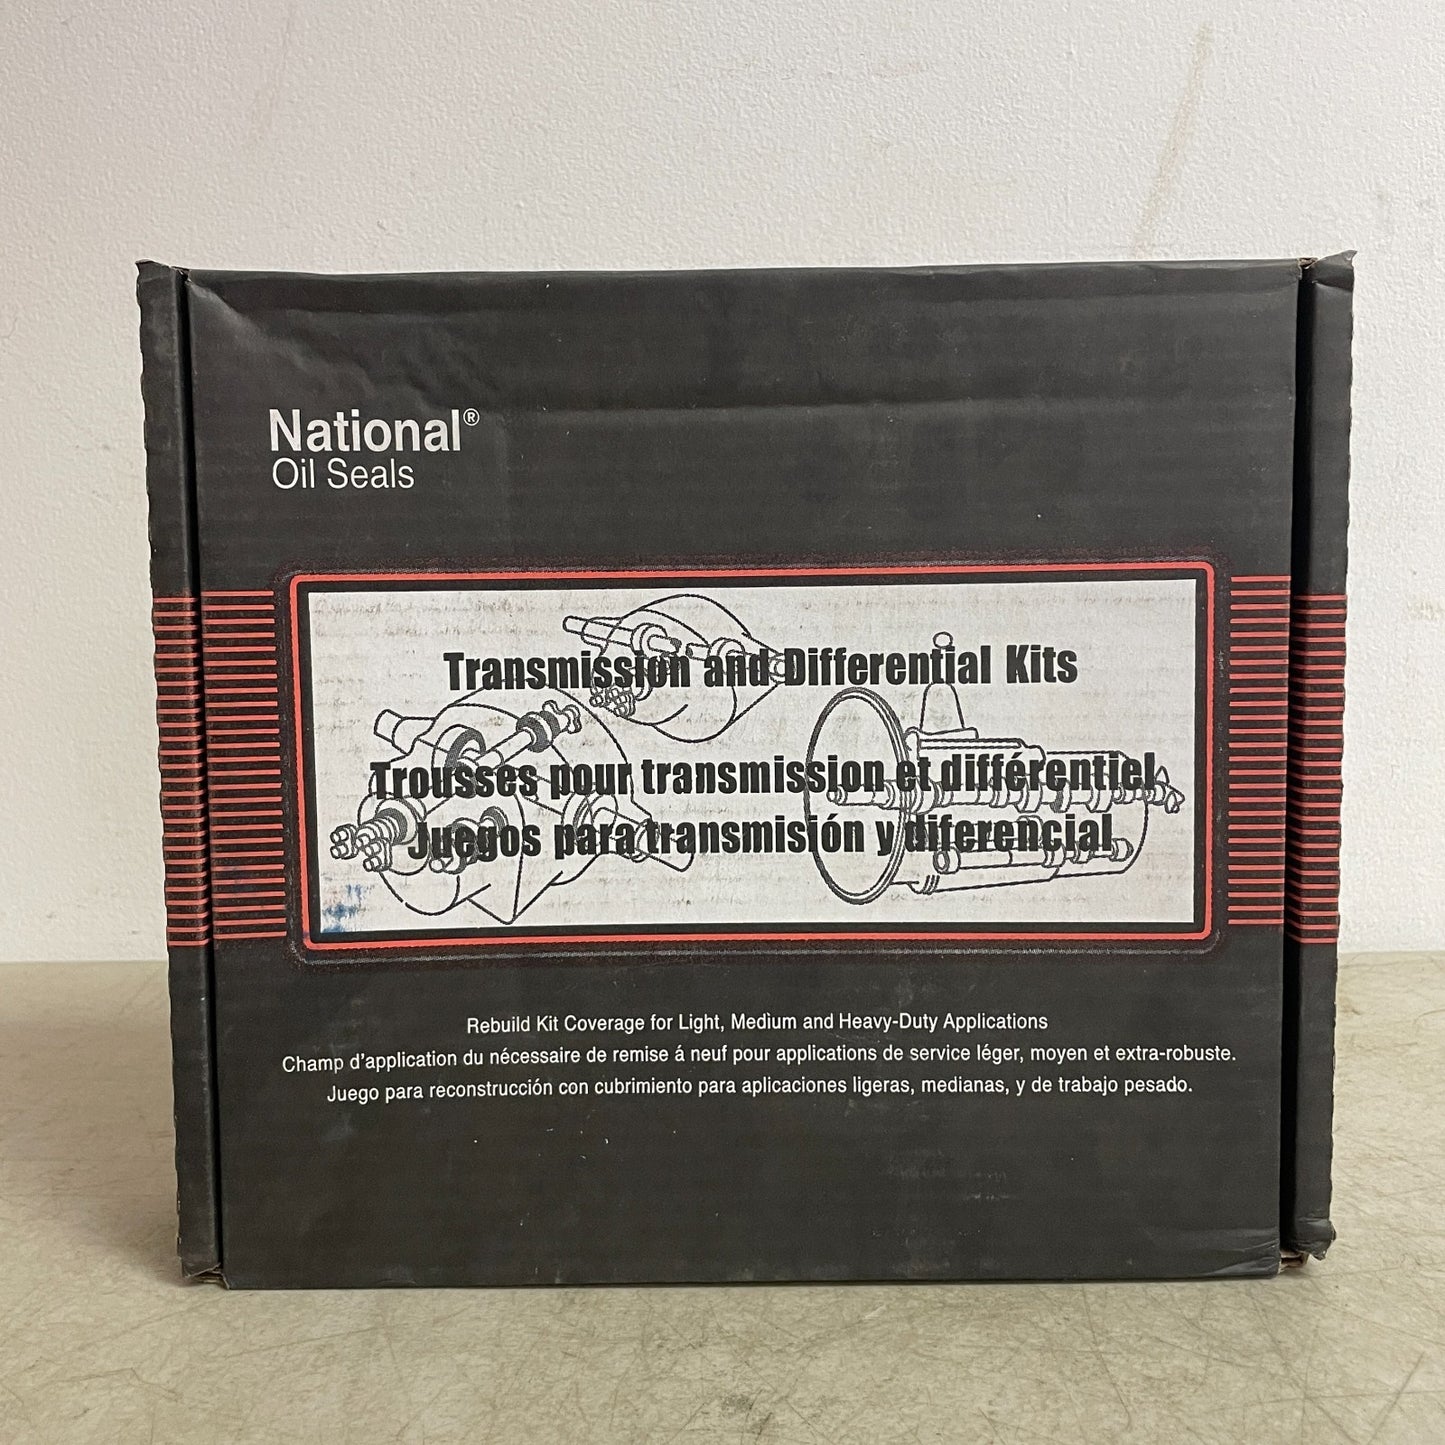 National®
Oil Seals
Transmission and Differential Kits
Trousses pour transmission et différentiel
Juegos para transmisión y diferencial
Rebuild Kit Coverage for Light, Medium and Heavy-Duty Applications
Champ d'application du nécessaire de remise á neuf pour applications de service léger, moyen et extra-robuste.
Juego para reconstrucción con cubrimiento para aplicaciones ligeras, medianas, y de trabajo pesado.